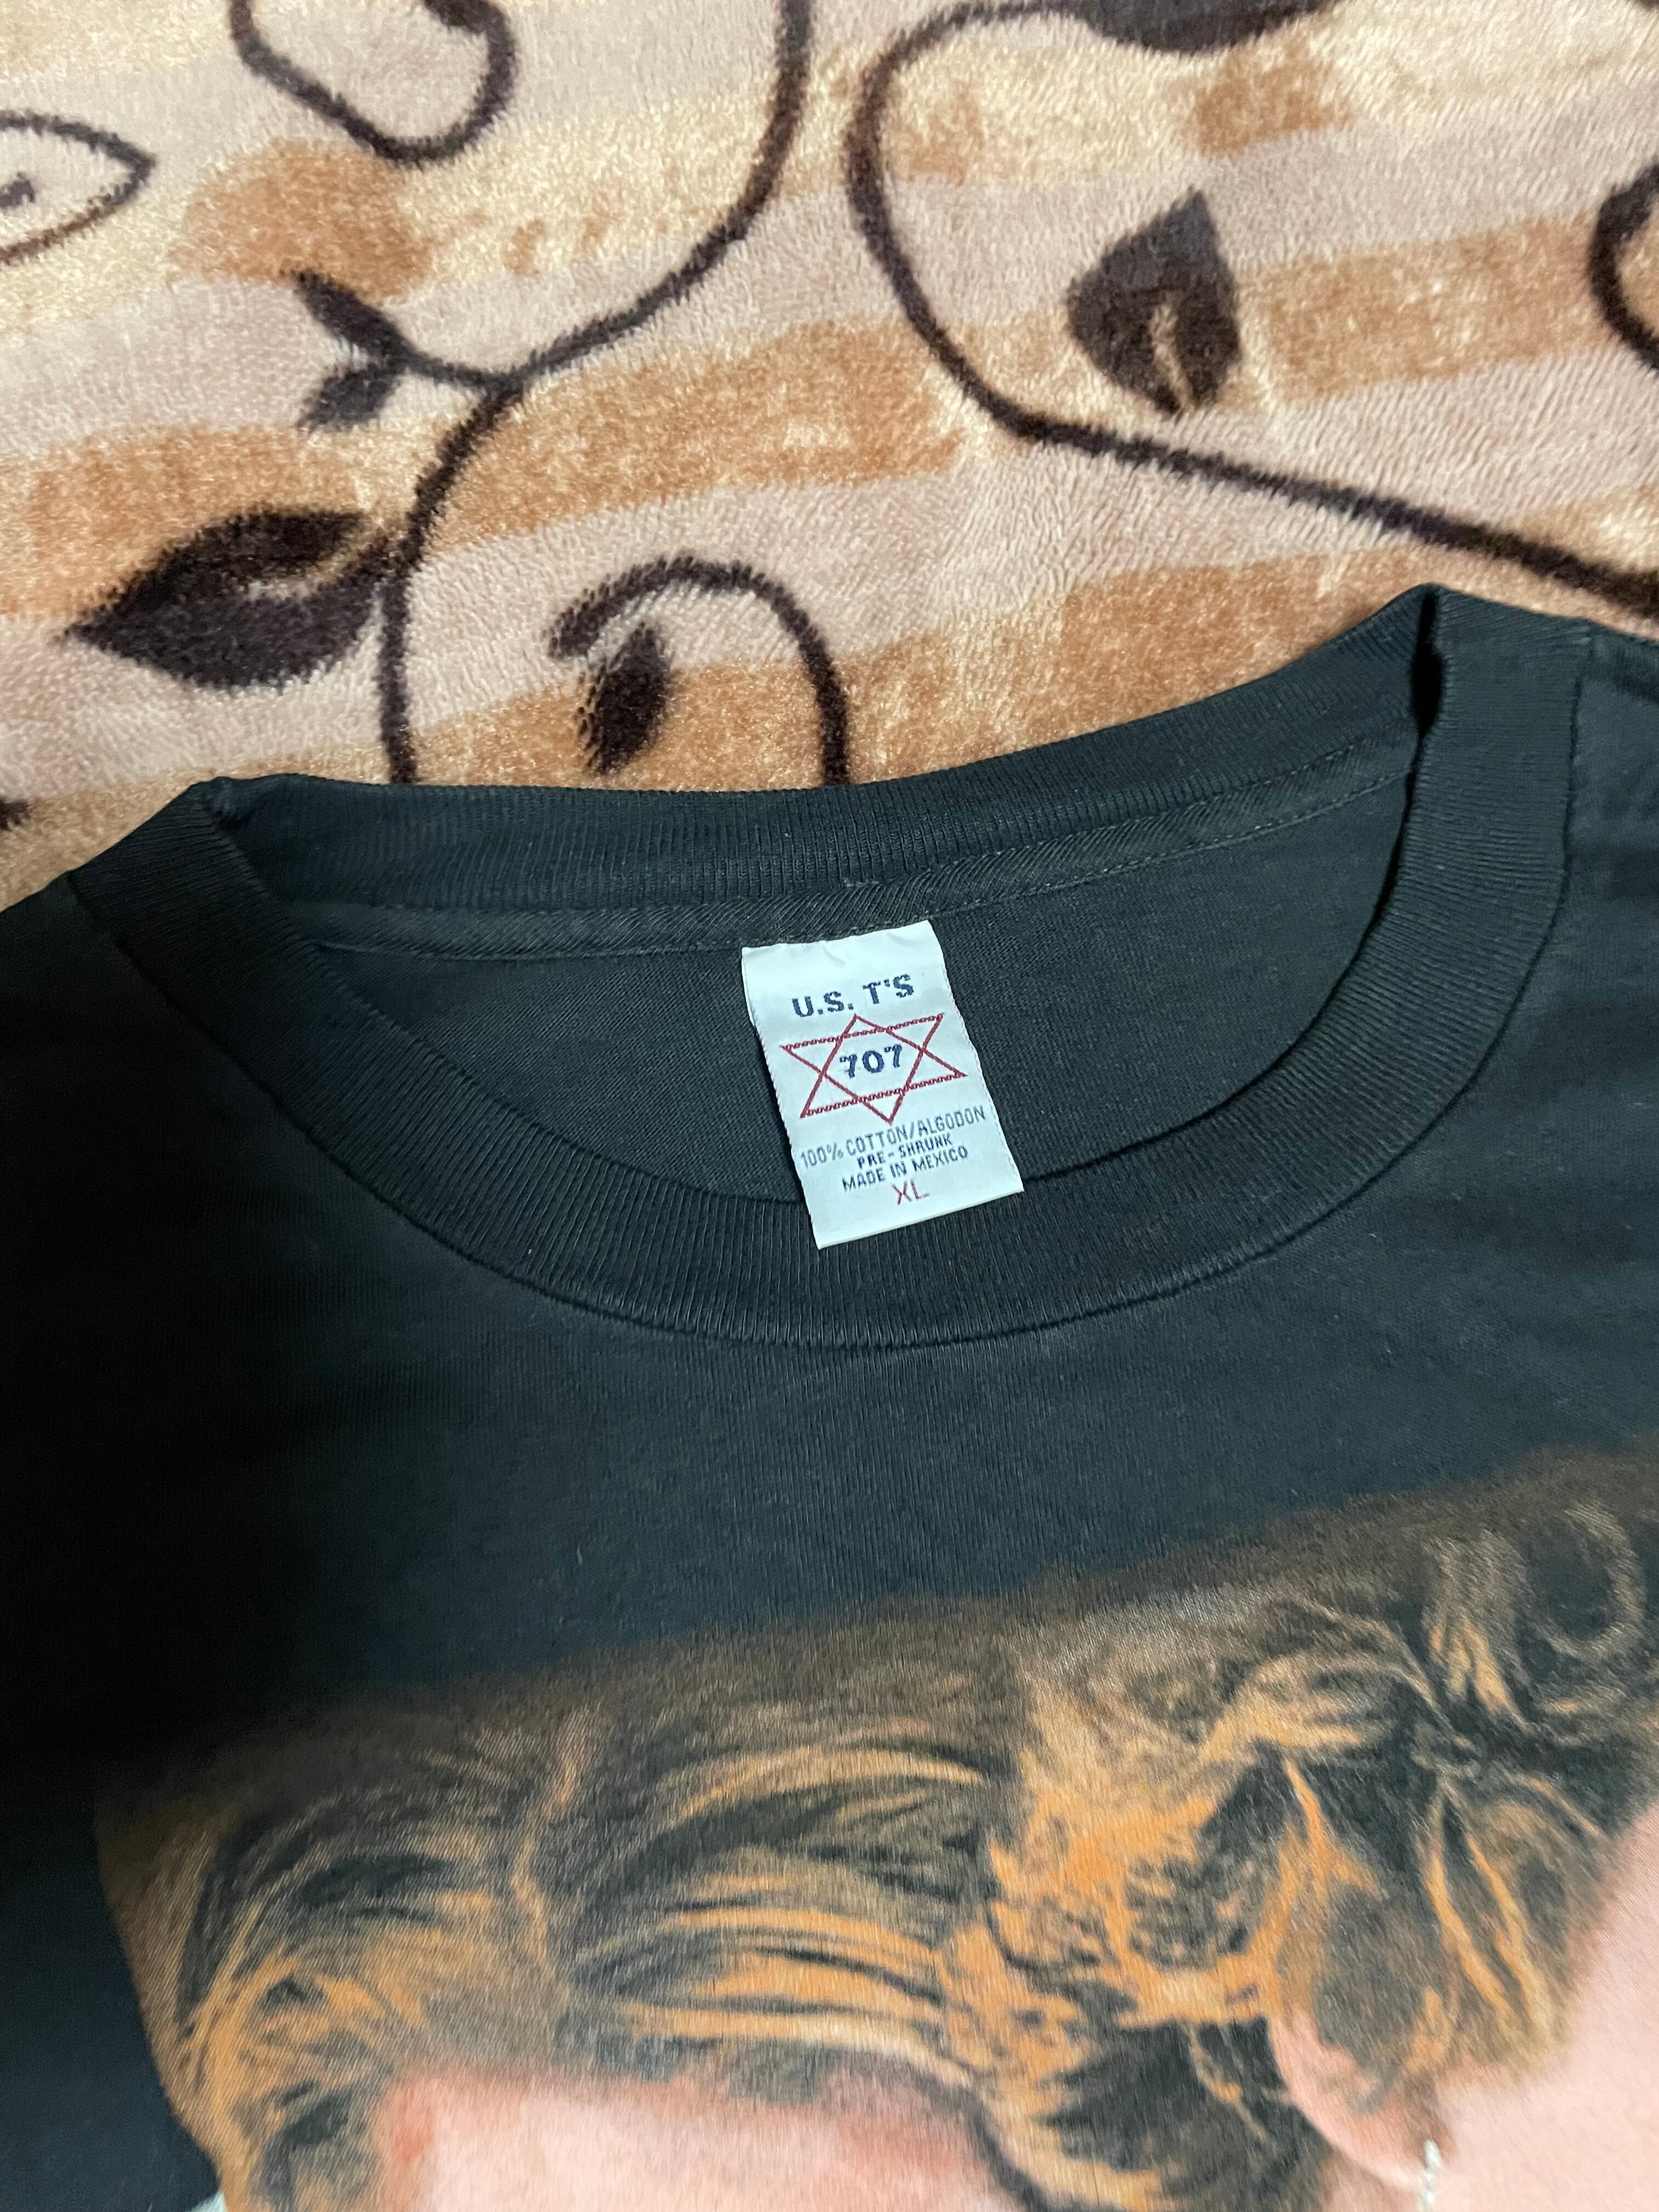 U.S. T'S
707
100% COTTON/ALGODON
PRE-SHRUNK
MADE IN MEXICO
XL